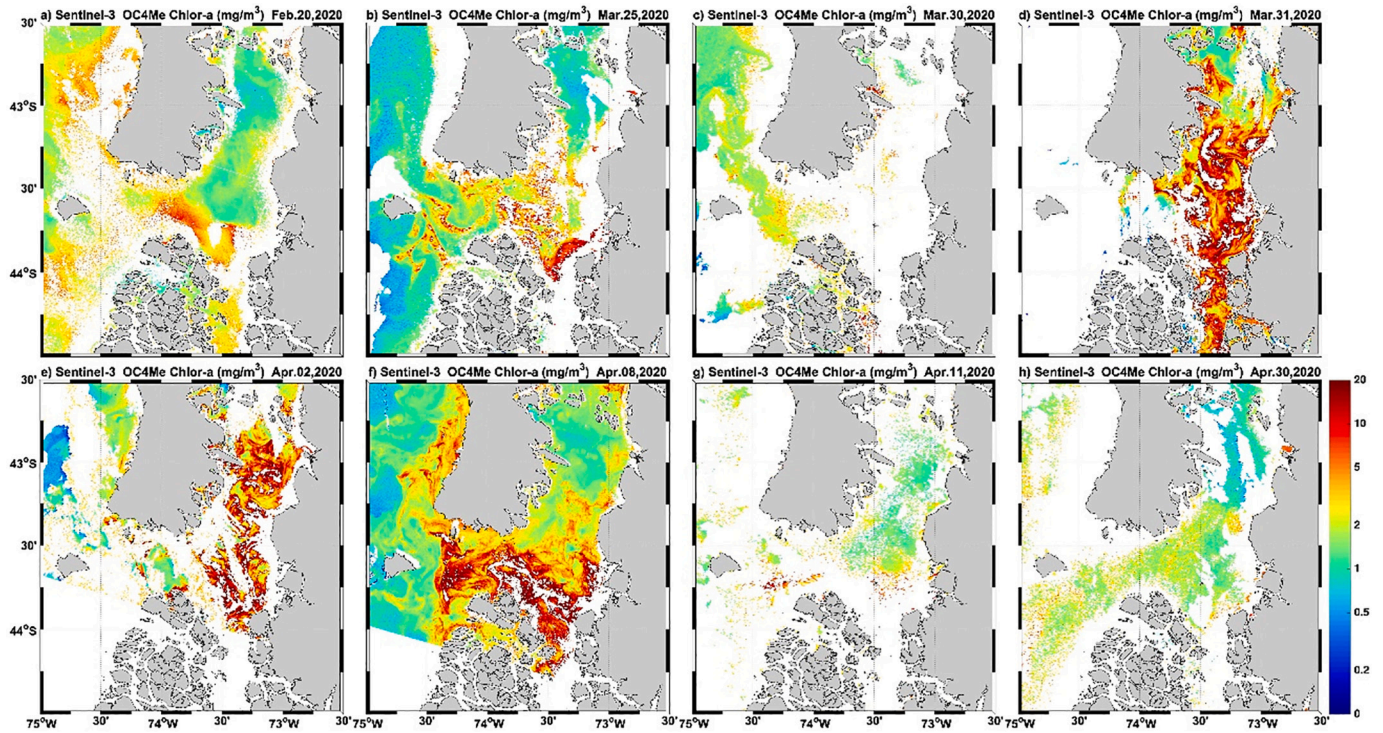 a) Sentinel-3 OC4Me Chlor-a (mg/m³) Feb.20,2020
b) Sentinel-3 OC4Me Chlor-a (mg/m³) Mar.25,2020
c) Sentinel-3 OC4Me Chlor-a (mg/m³) Mar.30,2020
d) Sentinel-3 OC4Me Chlor-a (mg/m³) Mar.31,2020
30'
43°S
30'
44°S
e) Sentinel-3 OC4Me Chlor-a (mg/m³) Apr.02,2020
f) Sentinel-3 OC4Me Chlor-a (mg/m³) Apr.08,2020
g) Sentinel-3 OC4Me Chlor-a (mg/m³) Apr.11,2020
h) Sentinel-3 OC4Me Chlor-a (mg/m³) Apr.30,2020
30'
43°S
30'
44°S
20
10
5
2
1
0.5
0.2
0
75°W 30' 74°W 30' 73°W 30'
30' 74°W 30' 73°W 30'
30' 74°W 30' 73°W 30'
30' 74°W 30' 73°W 30'